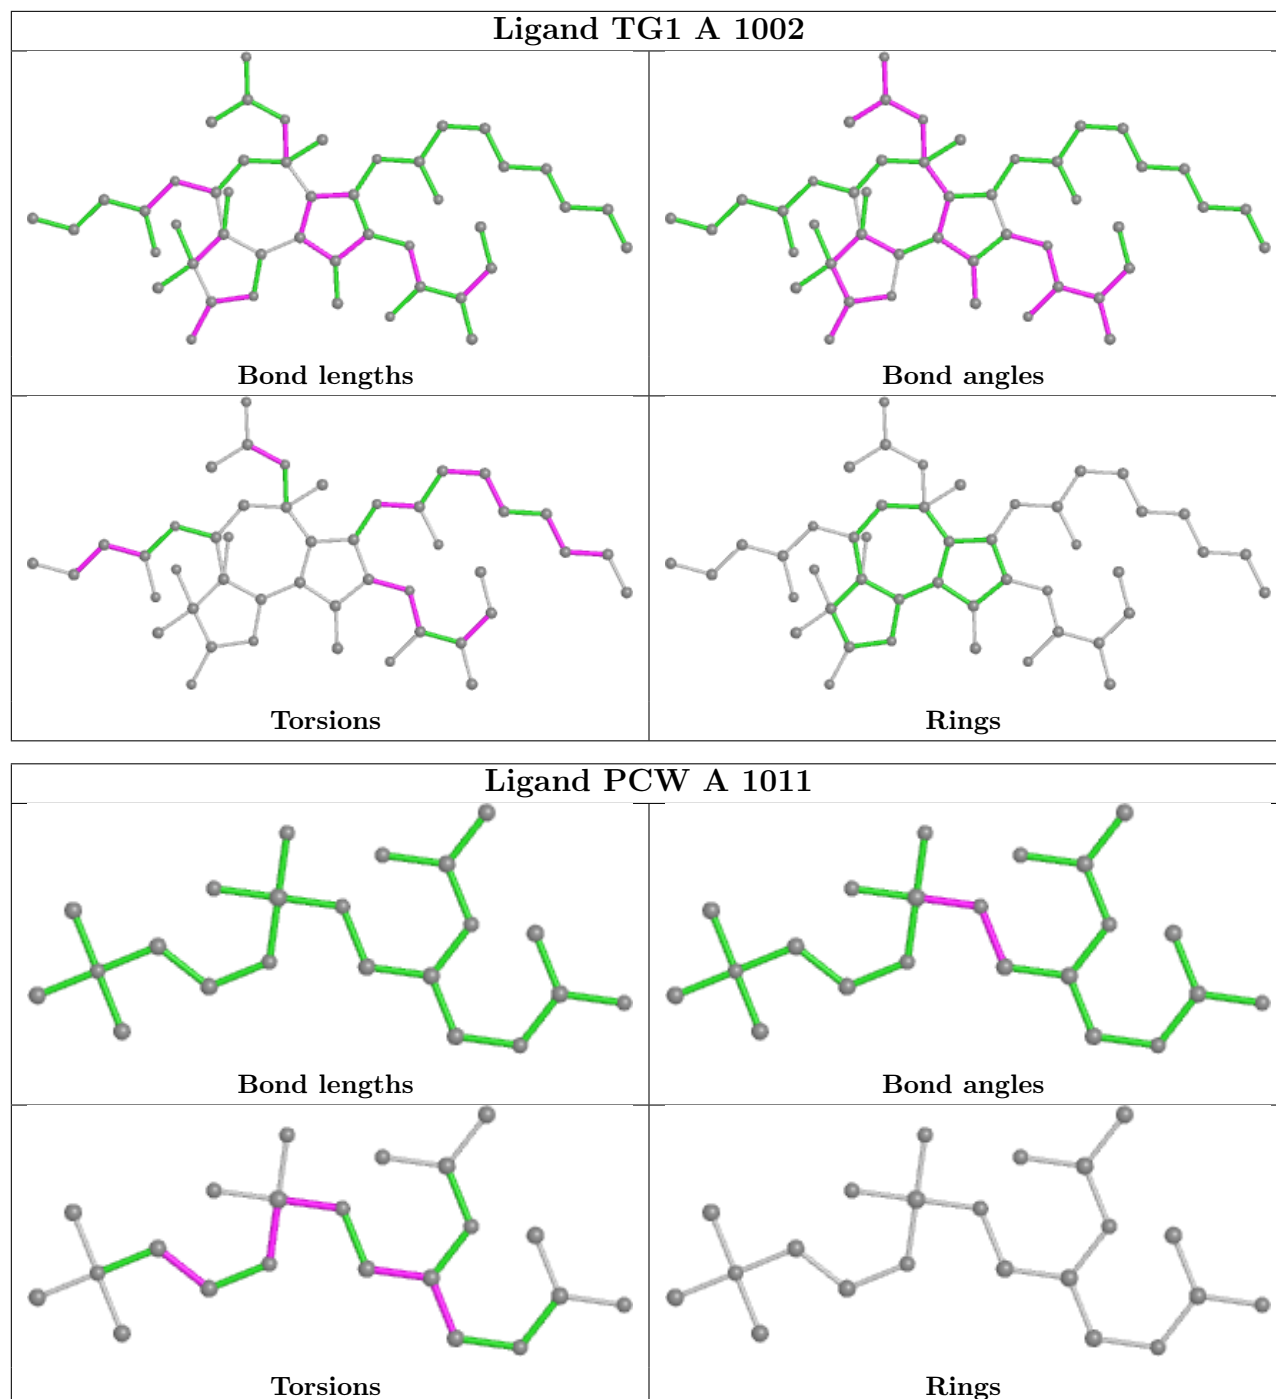 Ligand TG1 A 1002
Bond lengths
Bond angles
Torsions
Rings
Ligand PCW A 1011
Bond lengths
Bond angles
Torsions
Rings